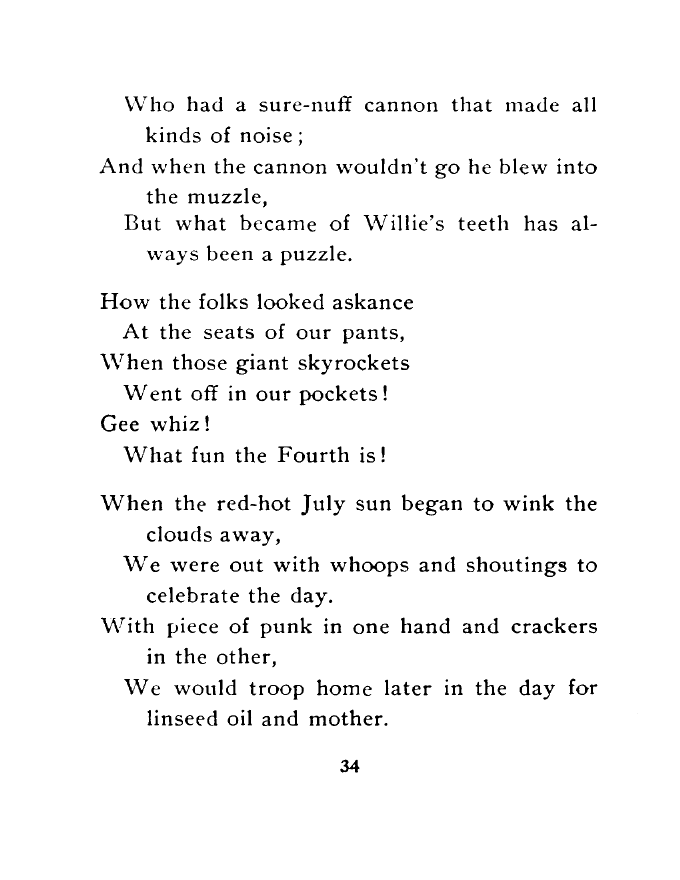 Who had a sure-nuff cannon that made all
kinds of noise;
And when the cannon wouldn't go he blew into
the muzzle,
But what became of Willie's teeth has al-
ways been a puzzle.
How the folks looked askance
At the seats of our pants,
When those giant skyrockets
Went off in our pockets!
Gee whiz!
What fun the Fourth is!
When the red-hot July sun began to wink the
clouds away,
We were out with whoops and shoutings to
celebrate the day.
With piece of punk in one hand and crackers
in the other,
We would troop home later in the day for
linseed oil and mother.
34